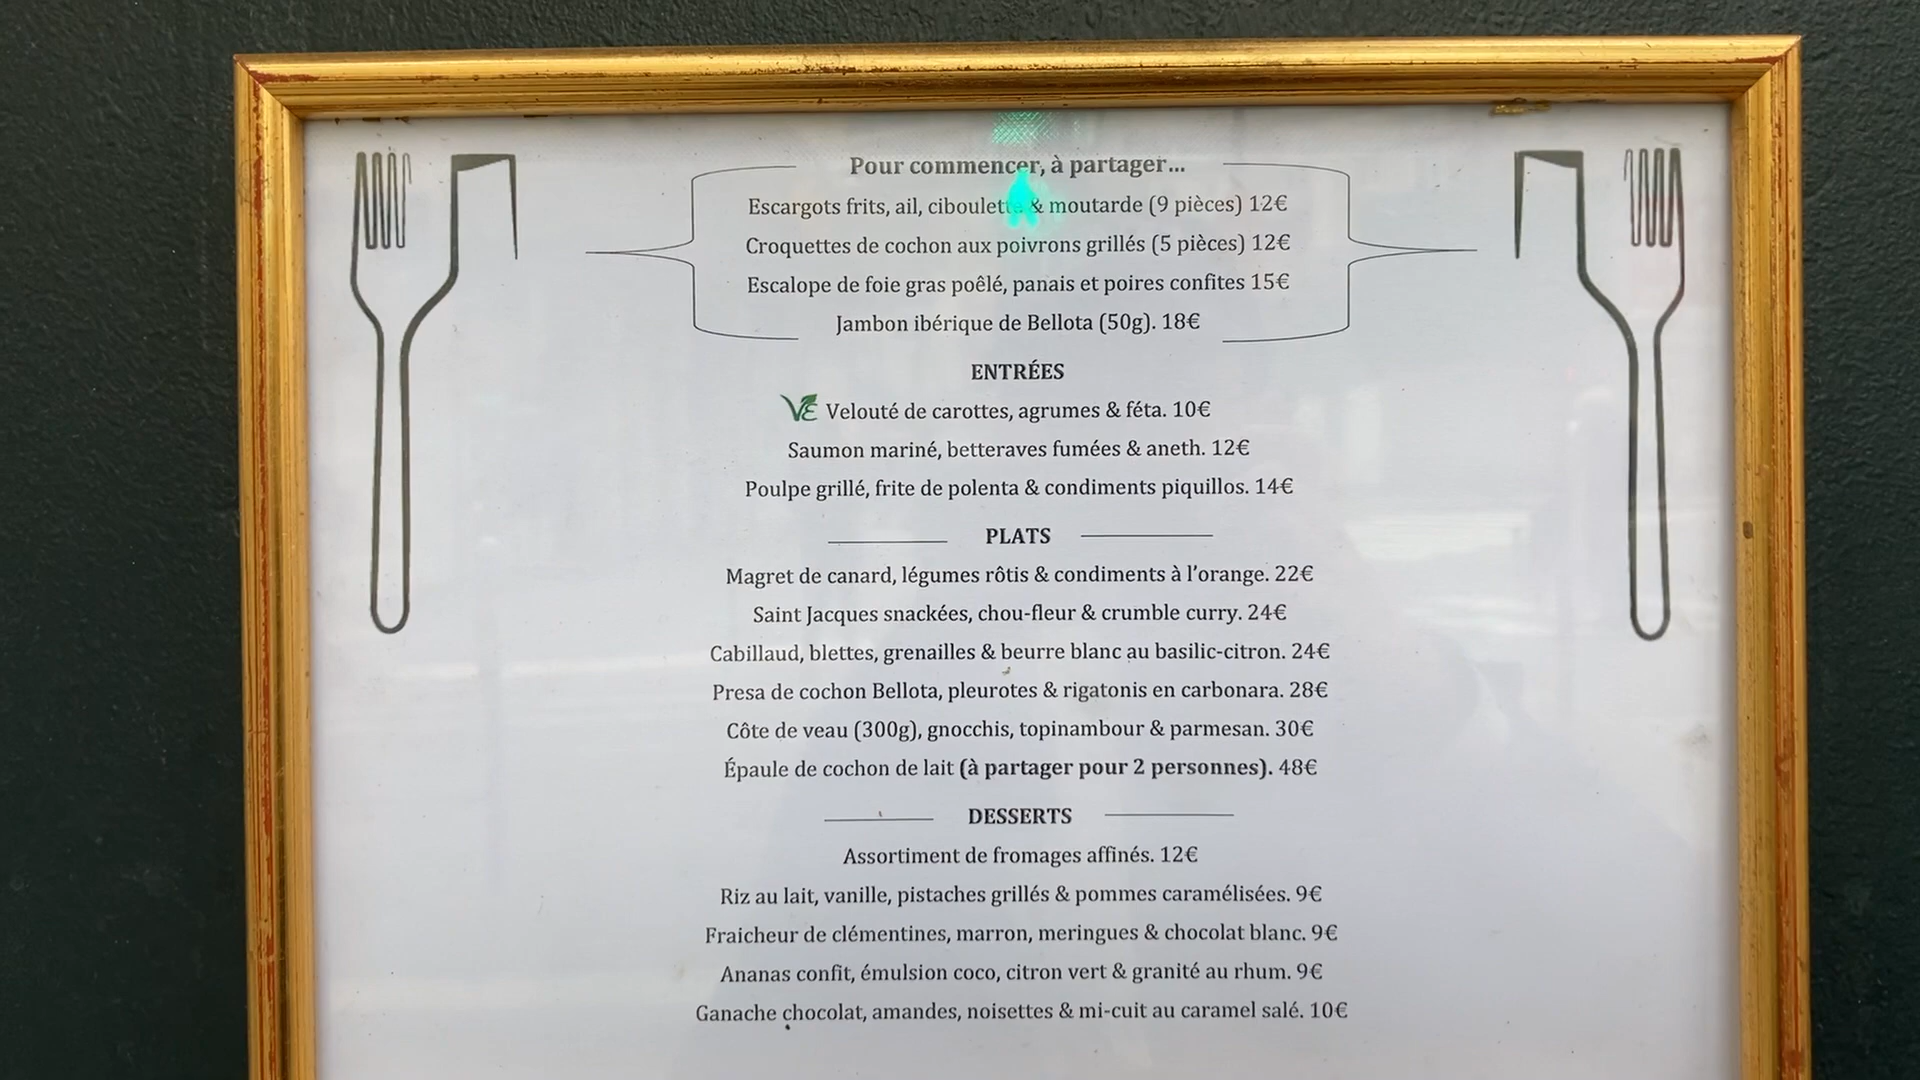 Pour commencer, à partager...
Escargots frits, ail, ciboulette & moutarde (9 pièces) 12€
Croquettes de cochon aux poivrons grillés (5 pièces) 12€
Escalope de foie gras poêlé, panais et poires confites 15€
Jambon ibérique de Bellota (50g). 18€
ENTRÉES
VE Velouté de carottes, agrumes & féta. 10€
Saumon mariné, betteraves fumées & aneth. 12€
Poulpe grillé, frite de polenta & condiments piquillos. 14€
PLATS
Magret de canard, légumes rôtis & condiments à l'orange. 22€
Saint Jacques snackées, chou-fleur & crumble curry. 24€
Cabillaud, blettes, grenailles & beurre blanc au basilic-citron. 24€
Presa de cochon Bellota, pleurotes & rigatonis en carbonara. 28€
Côte de veau (300g), gnocchis, topinambour & parmesan. 30€
Épaule de cochon de lait (à partager pour 2 personnes). 48€
DESSERTS
Assortiment de fromages affinés. 12€
Riz au lait, vanille, pistaches grillés & pommes caramélisées. 9€
Fraicheur de clémentines, marron, meringues & chocolat blanc. 9€
Ananas confit, émulsion coco, citron vert & granité au rhum. 9€
Ganache chocolat, amandes, noisettes & mi-cuit au caramel salé. 10€